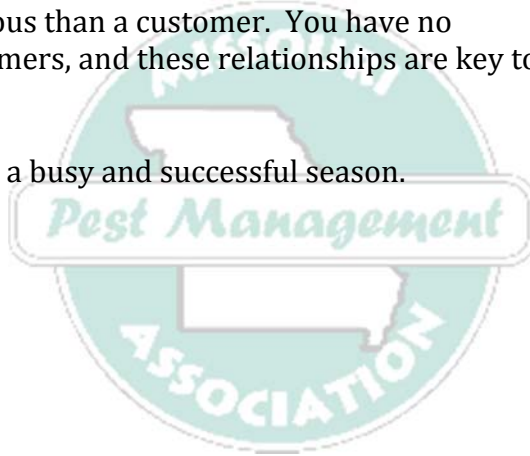 ous than a customer.  You have no
mers, and these relationships are key to
MISSOURI
a busy and successful season.
Pest Management
ASSOCIATION